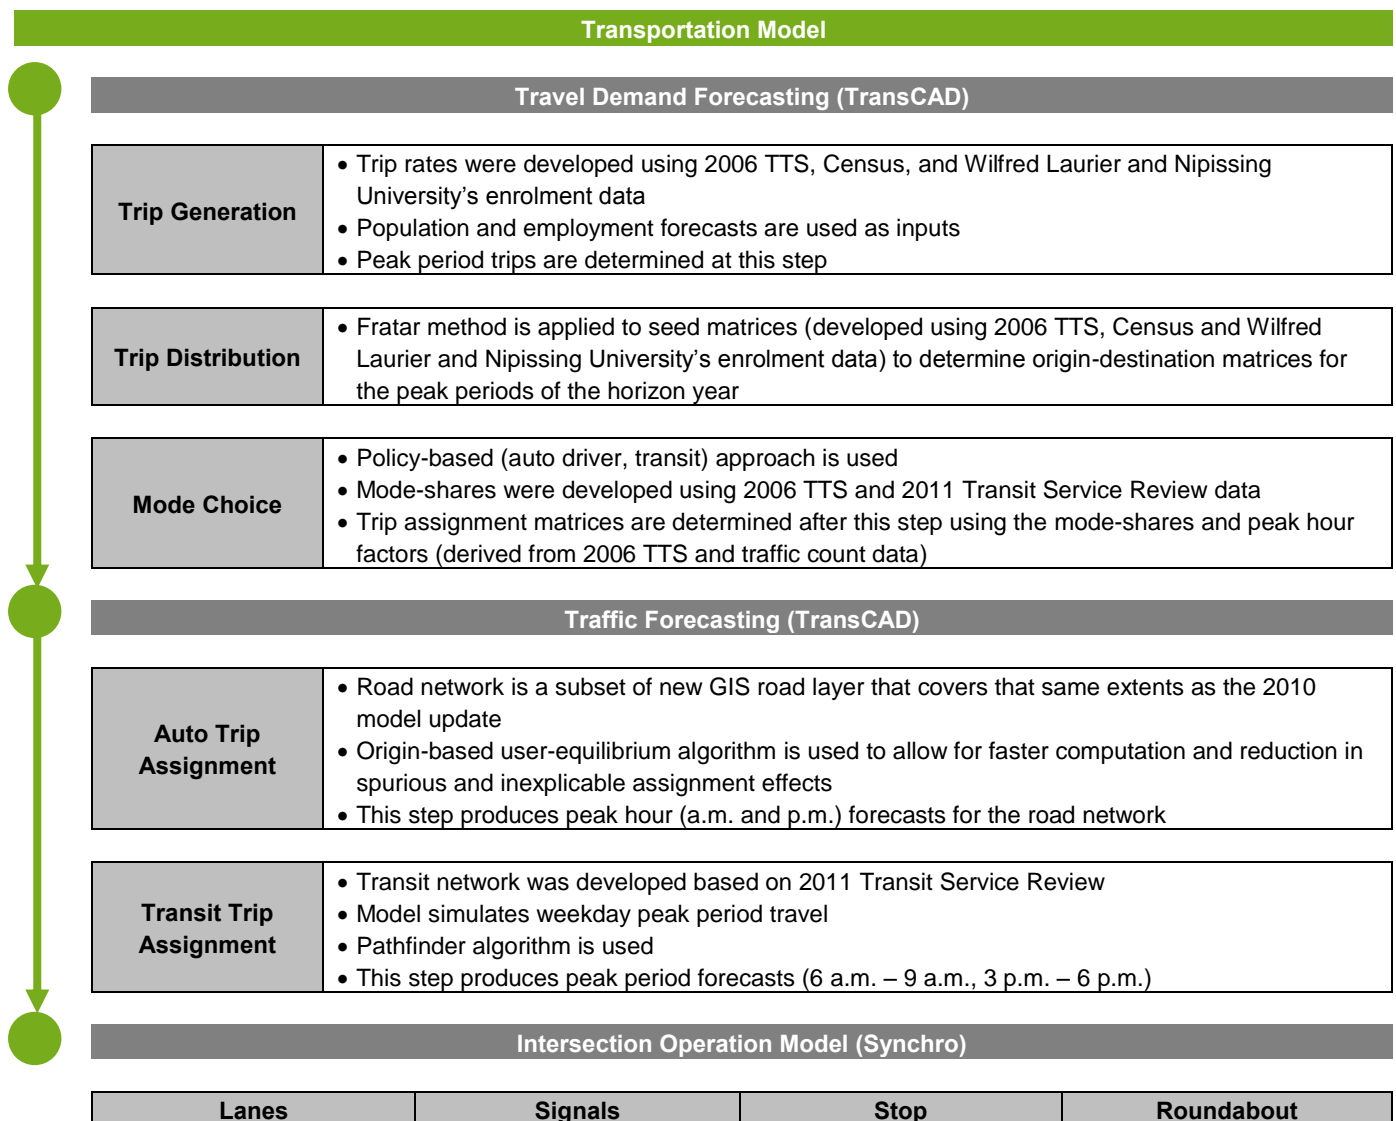 Transportation Model
Travel Demand Forecasting (TransCAD)
Trip Generation
• Trip rates were developed using 2006 TTS, Census, and Wilfred Laurier and Nipissing
University's enrolment data
• Population and employment forecasts are used as inputs
• Peak period trips are determined at this step
Trip Distribution
• Fratar method is applied to seed matrices (developed using 2006 TTS, Census and Wilfred
Laurier and Nipissing University's enrolment data) to determine origin-destination matrices for
the peak periods of the horizon year
Mode Choice
• Policy-based (auto driver, transit) approach is used
• Mode-shares were developed using 2006 TTS and 2011 Transit Service Review data
• Trip assignment matrices are determined after this step using the mode-shares and peak hour
factors (derived from 2006 TTS and traffic count data)
Traffic Forecasting (TransCAD)
Auto Trip
Assignment
• Road network is a subset of new GIS road layer that covers that same extents as the 2010
model update
• Origin-based user-equilibrium algorithm is used to allow for faster computation and reduction in
spurious and inexplicable assignment effects
• This step produces peak hour (a.m. and p.m.) forecasts for the road network
Transit Trip
Assignment
• Transit network was developed based on 2011 Transit Service Review
• Model simulates weekday peak period travel
• Pathfinder algorithm is used
• This step produces peak period forecasts (6 a.m. – 9 a.m., 3 p.m. – 6 p.m.)
Intersection Operation Model (Synchro)
Lanes
Signals
Stop
Roundabout